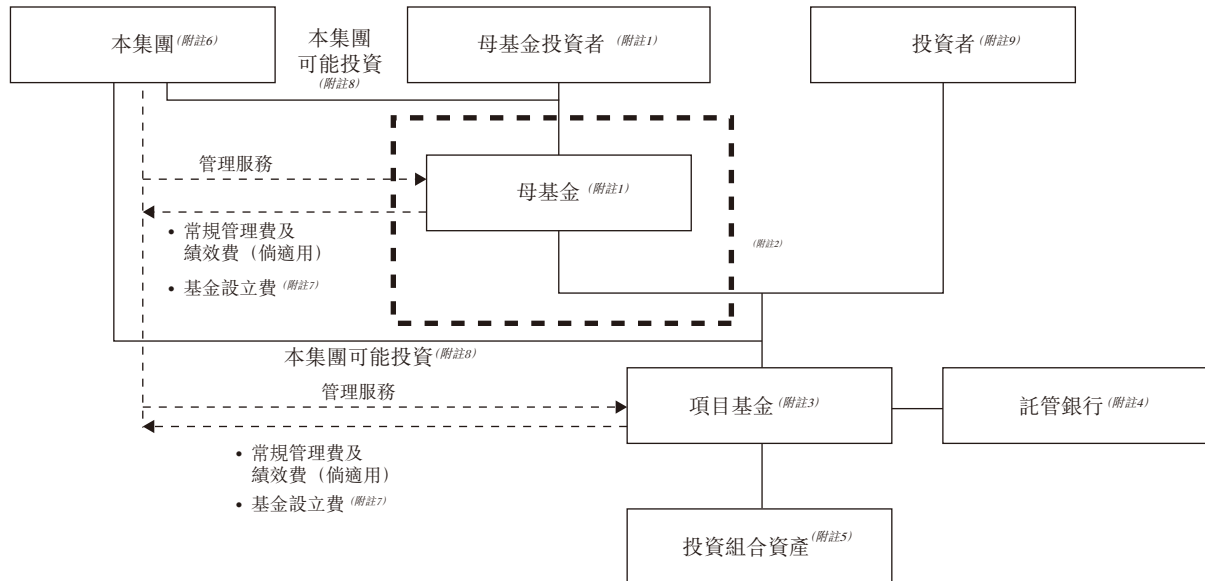 本集團(附註6)
本集團
可能投資
(附註8)
母基金投資者 (附註1)
投資者(附註9)
管理服務
母基金(附註1)
• 常規管理費及
績效費（倘適用）
• 基金設立費(附註7)
(附註2)
本集團可能投資(附註8)
管理服務
項目基金(附註3)
託管銀行(附註4)
• 常規管理費及
績效費（倘適用）
• 基金設立費(附註7)
投資組合資產(附註5)